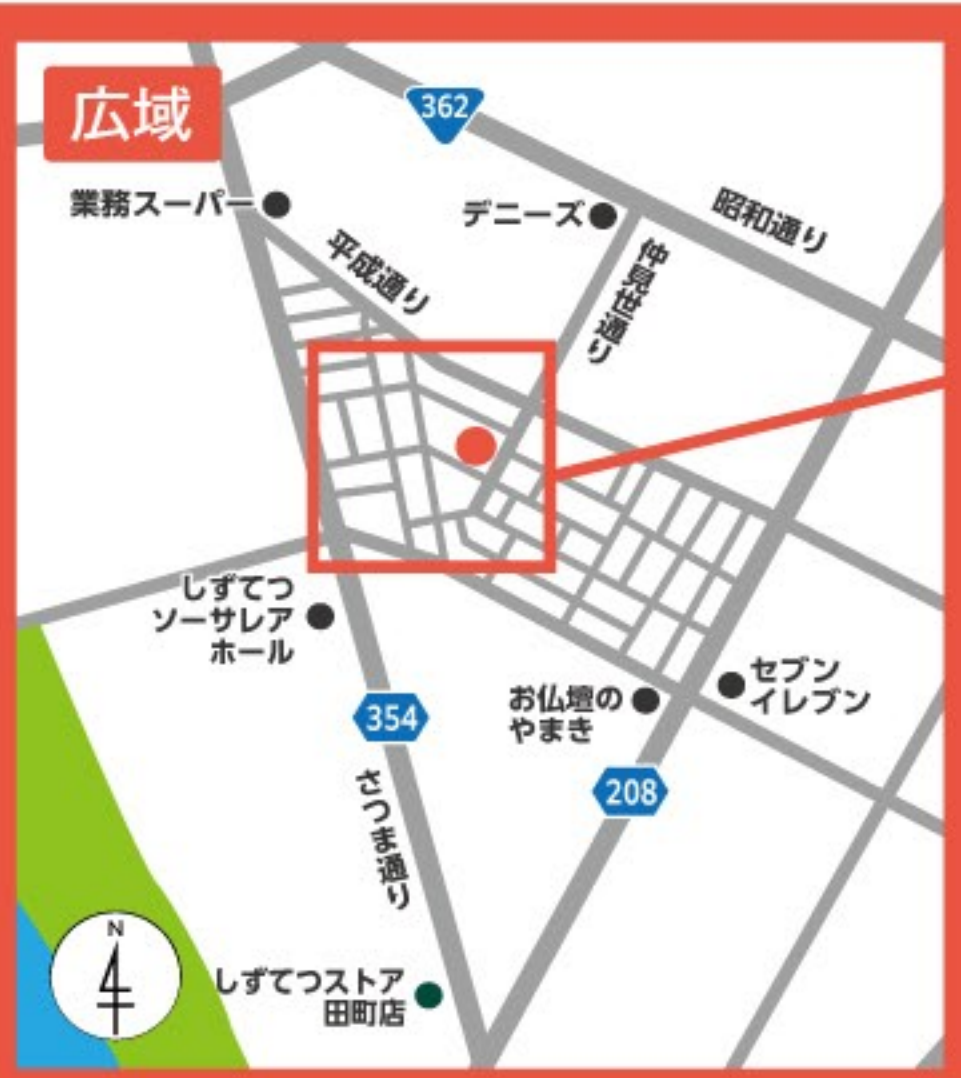 広域
362
業務スーパー
デニーズ
昭和通り
平成通り
仲見世通り
しずてつ
ソーサレア
ホール
セブン
イレブン
お仏壇の
やまき
354
208
さつま通り
N
しずてつストア
田町店